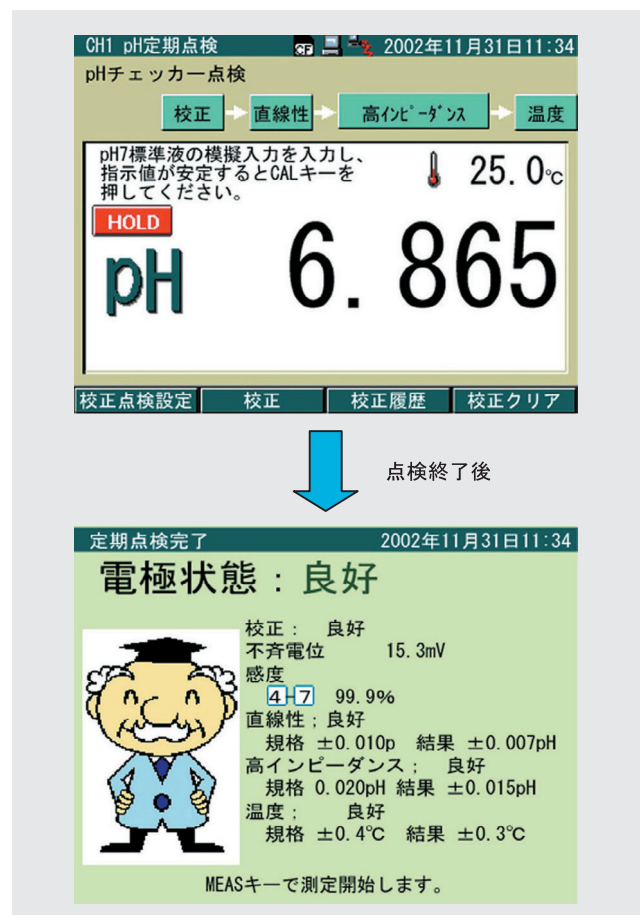 CH1 pH定期点検 CF 2002年11月31日11:34
pHチェッカー点検
校正 直線性 高インピーダンス 温度
pH7標準液の模擬入力を入力し、
指示値が安定するとCALキーを
押してください。
25.0℃
HOLD
pH 6.865
校正点検設定 校正 校正履歴 校正クリア
点検終了後
定期点検完了 2002年11月31日11:34
電極状態：良好
校正： 良好
不斉電位 15.3mV
感度
4-7 99.9%
直線性；良好
規格 ±0.010p 結果 ±0.007pH
高インピーダンス； 良好
規格 0.020pH 結果 ±0.015pH
温度； 良好
規格 ±0.4℃ 結果 ±0.3℃
MEASキーで測定開始します。